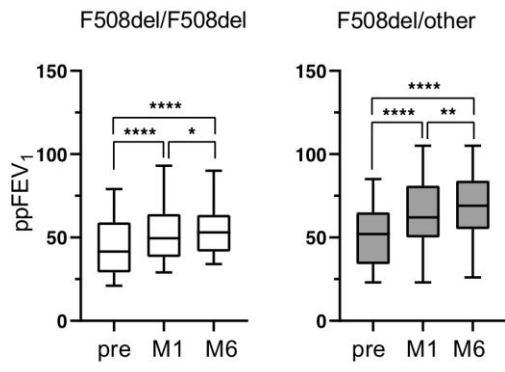 F508del/F508del
F508del/other
ppFEV1
150
100
50
0
****
****
*
pre
M1
M6
150
100
50
0
****
****
**
pre
M1
M6